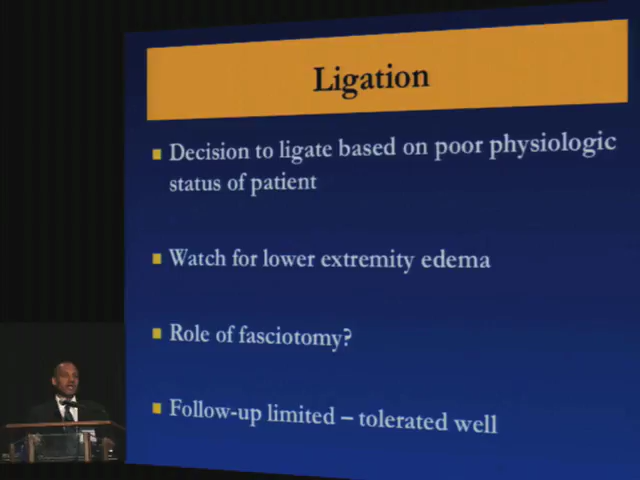 Ligation
Decision to ligate based on poor physiologic
status of patient
Watch for lower extremity edema
Role of fasciotomy?
Follow-up limited – tolerated well